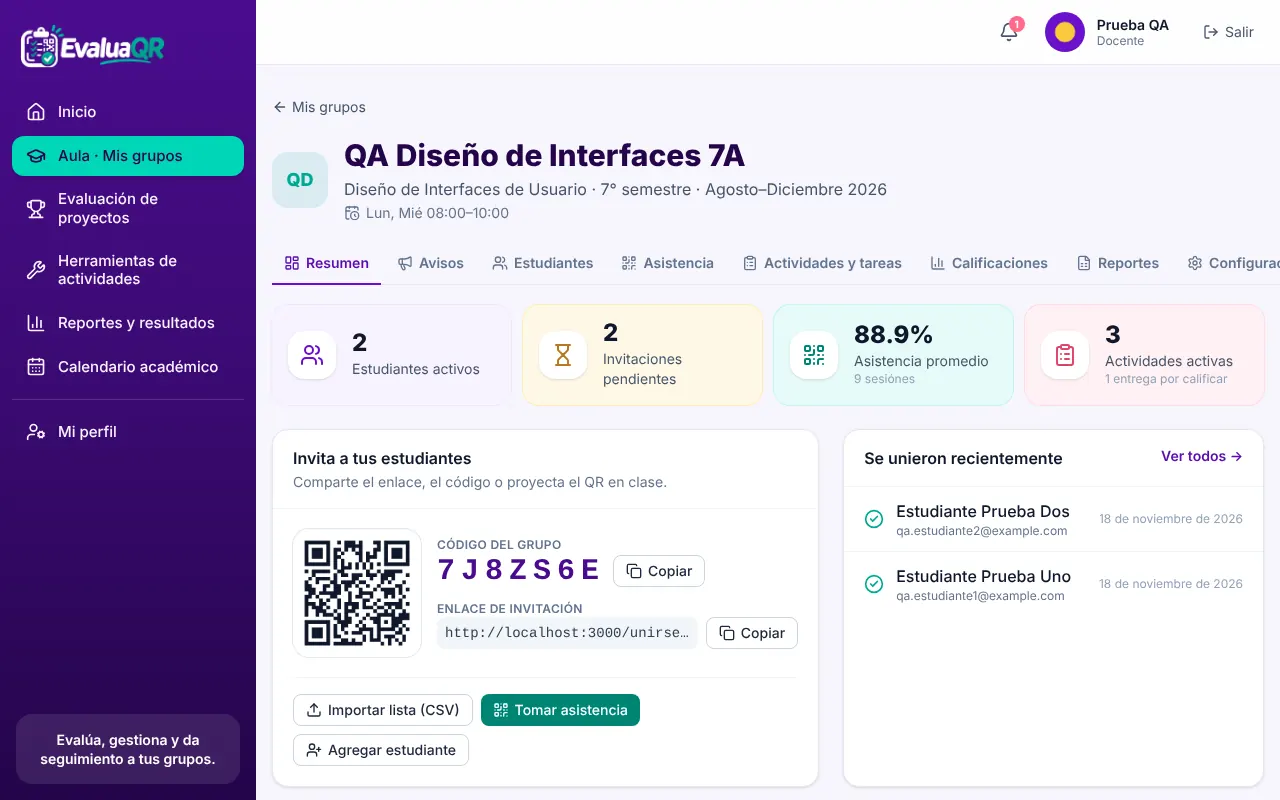 EvaluaQR
Inicio
Aula · Mis grupos
Evaluación de
proyectos
Herramientas de
actividades
Reportes y resultados
Calendario académico
Mi perfil
Evalúa, gestiona y da
seguimiento a tus grupos.
1
Prueba QA
Docente
Salir
← Mis grupos
QD
QA Diseño de Interfaces 7A
Diseño de Interfaces de Usuario · 7° semestre · Agosto–Diciembre 2026
Lun, Mié 08:00–10:00
Resumen
Avisos
Estudiantes
Asistencia
Actividades y tareas
Calificaciones
Reportes
Configurac
2
Estudiantes activos
2
Invitaciones
pendientes
88.9%
Asistencia promedio
9 sesiónes
3
Actividades activas
1 entrega por calificar
Invita a tus estudiantes
Comparte el enlace, el código o proyecta el QR en clase.
CÓDIGO DEL GRUPO
7J8ZS6E
Copiar
ENLACE DE INVITACIÓN
http://localhost:3000/unirse…
Copiar
Importar lista (CSV)
Tomar asistencia
Agregar estudiante
Se unieron recientemente
Ver todos →
Estudiante Prueba Dos
qa.estudiante2@example.com
18 de noviembre de 2026
Estudiante Prueba Uno
qa.estudiante1@example.com
18 de noviembre de 2026